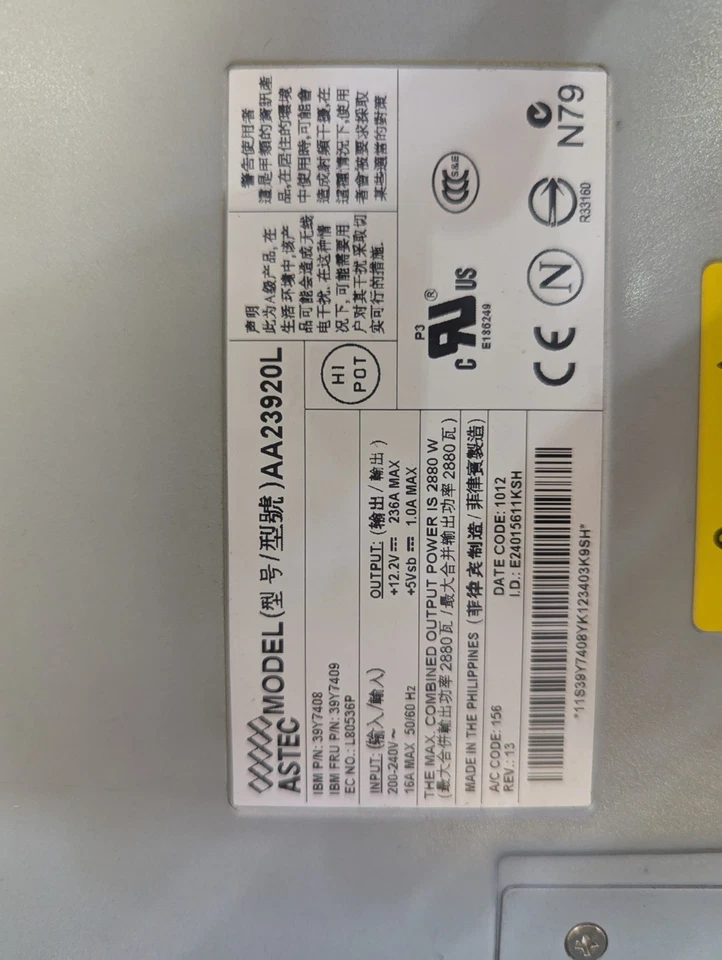 ASTEC MODEL(型 号/型號)AA23920L
IBM P/N: 39Y7408
IBM FRU P/N: 39Y7409
EC NO.: L80536P
HI
POT
INPUT: (输入/輸入)
200-240V ~
16A MAX 50/60 Hz
OUTPUT: (输出/輸出)
+12.2V⎓ 236A MAX
+5Vsb ⎓ 1.0A MAX
THE MAX. COMBINED OUTPUT POWER IS 2880 W
(最大合併輸出功率 2880瓦/最大合并输出功率 2880瓦)
MADE IN THE PHILIPPINES (菲律宾制造/菲律賓製造)
A/C CODE: 156
REV.: 13
DATE CODE: 1012
I.D.: E24015611KSH
*11S39Y7408YK123403K9SH*
声明
此为A级产品,在
生活环境中,该产
品可能会造成无线
电干扰.在这种情
况下,可能需要用
户对其干扰采取切
实可行的措施.
警告使用者
這是甲類的資訊產
品,在居住的環境
中使用時,可能會
造成射頻干擾,在
這種情況下,使用
者會被要求採取
某些適當的對策
P3
c RU US
®
E186249
CCC S&E
CE
N
R33160
N79